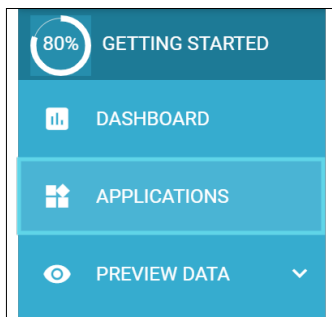 80% GETTING STARTED
DASHBOARD
APPLICATIONS
PREVIEW DATA